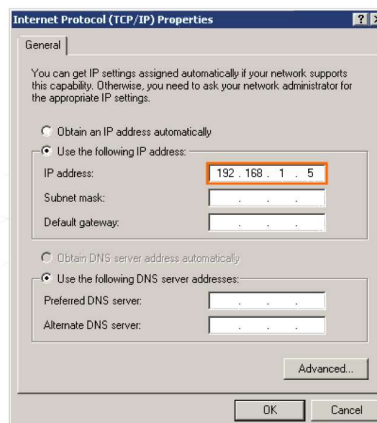 Internet Protocol (TCP/IP) Properties
General
You can get IP settings assigned automatically if your network supports
this capability. Otherwise, you need to ask your network administrator for
the appropriate IP settings.
Obtain an IP address automatically
Use the following IP address:
IP address: 192 . 168 . 1 . 5
Subnet mask: . . .
Default gateway: . . .
Obtain DNS server address automatically
Use the following DNS server addresses:
Preferred DNS server: . . .
Alternate DNS server: . . .
Advanced...
OK Cancel